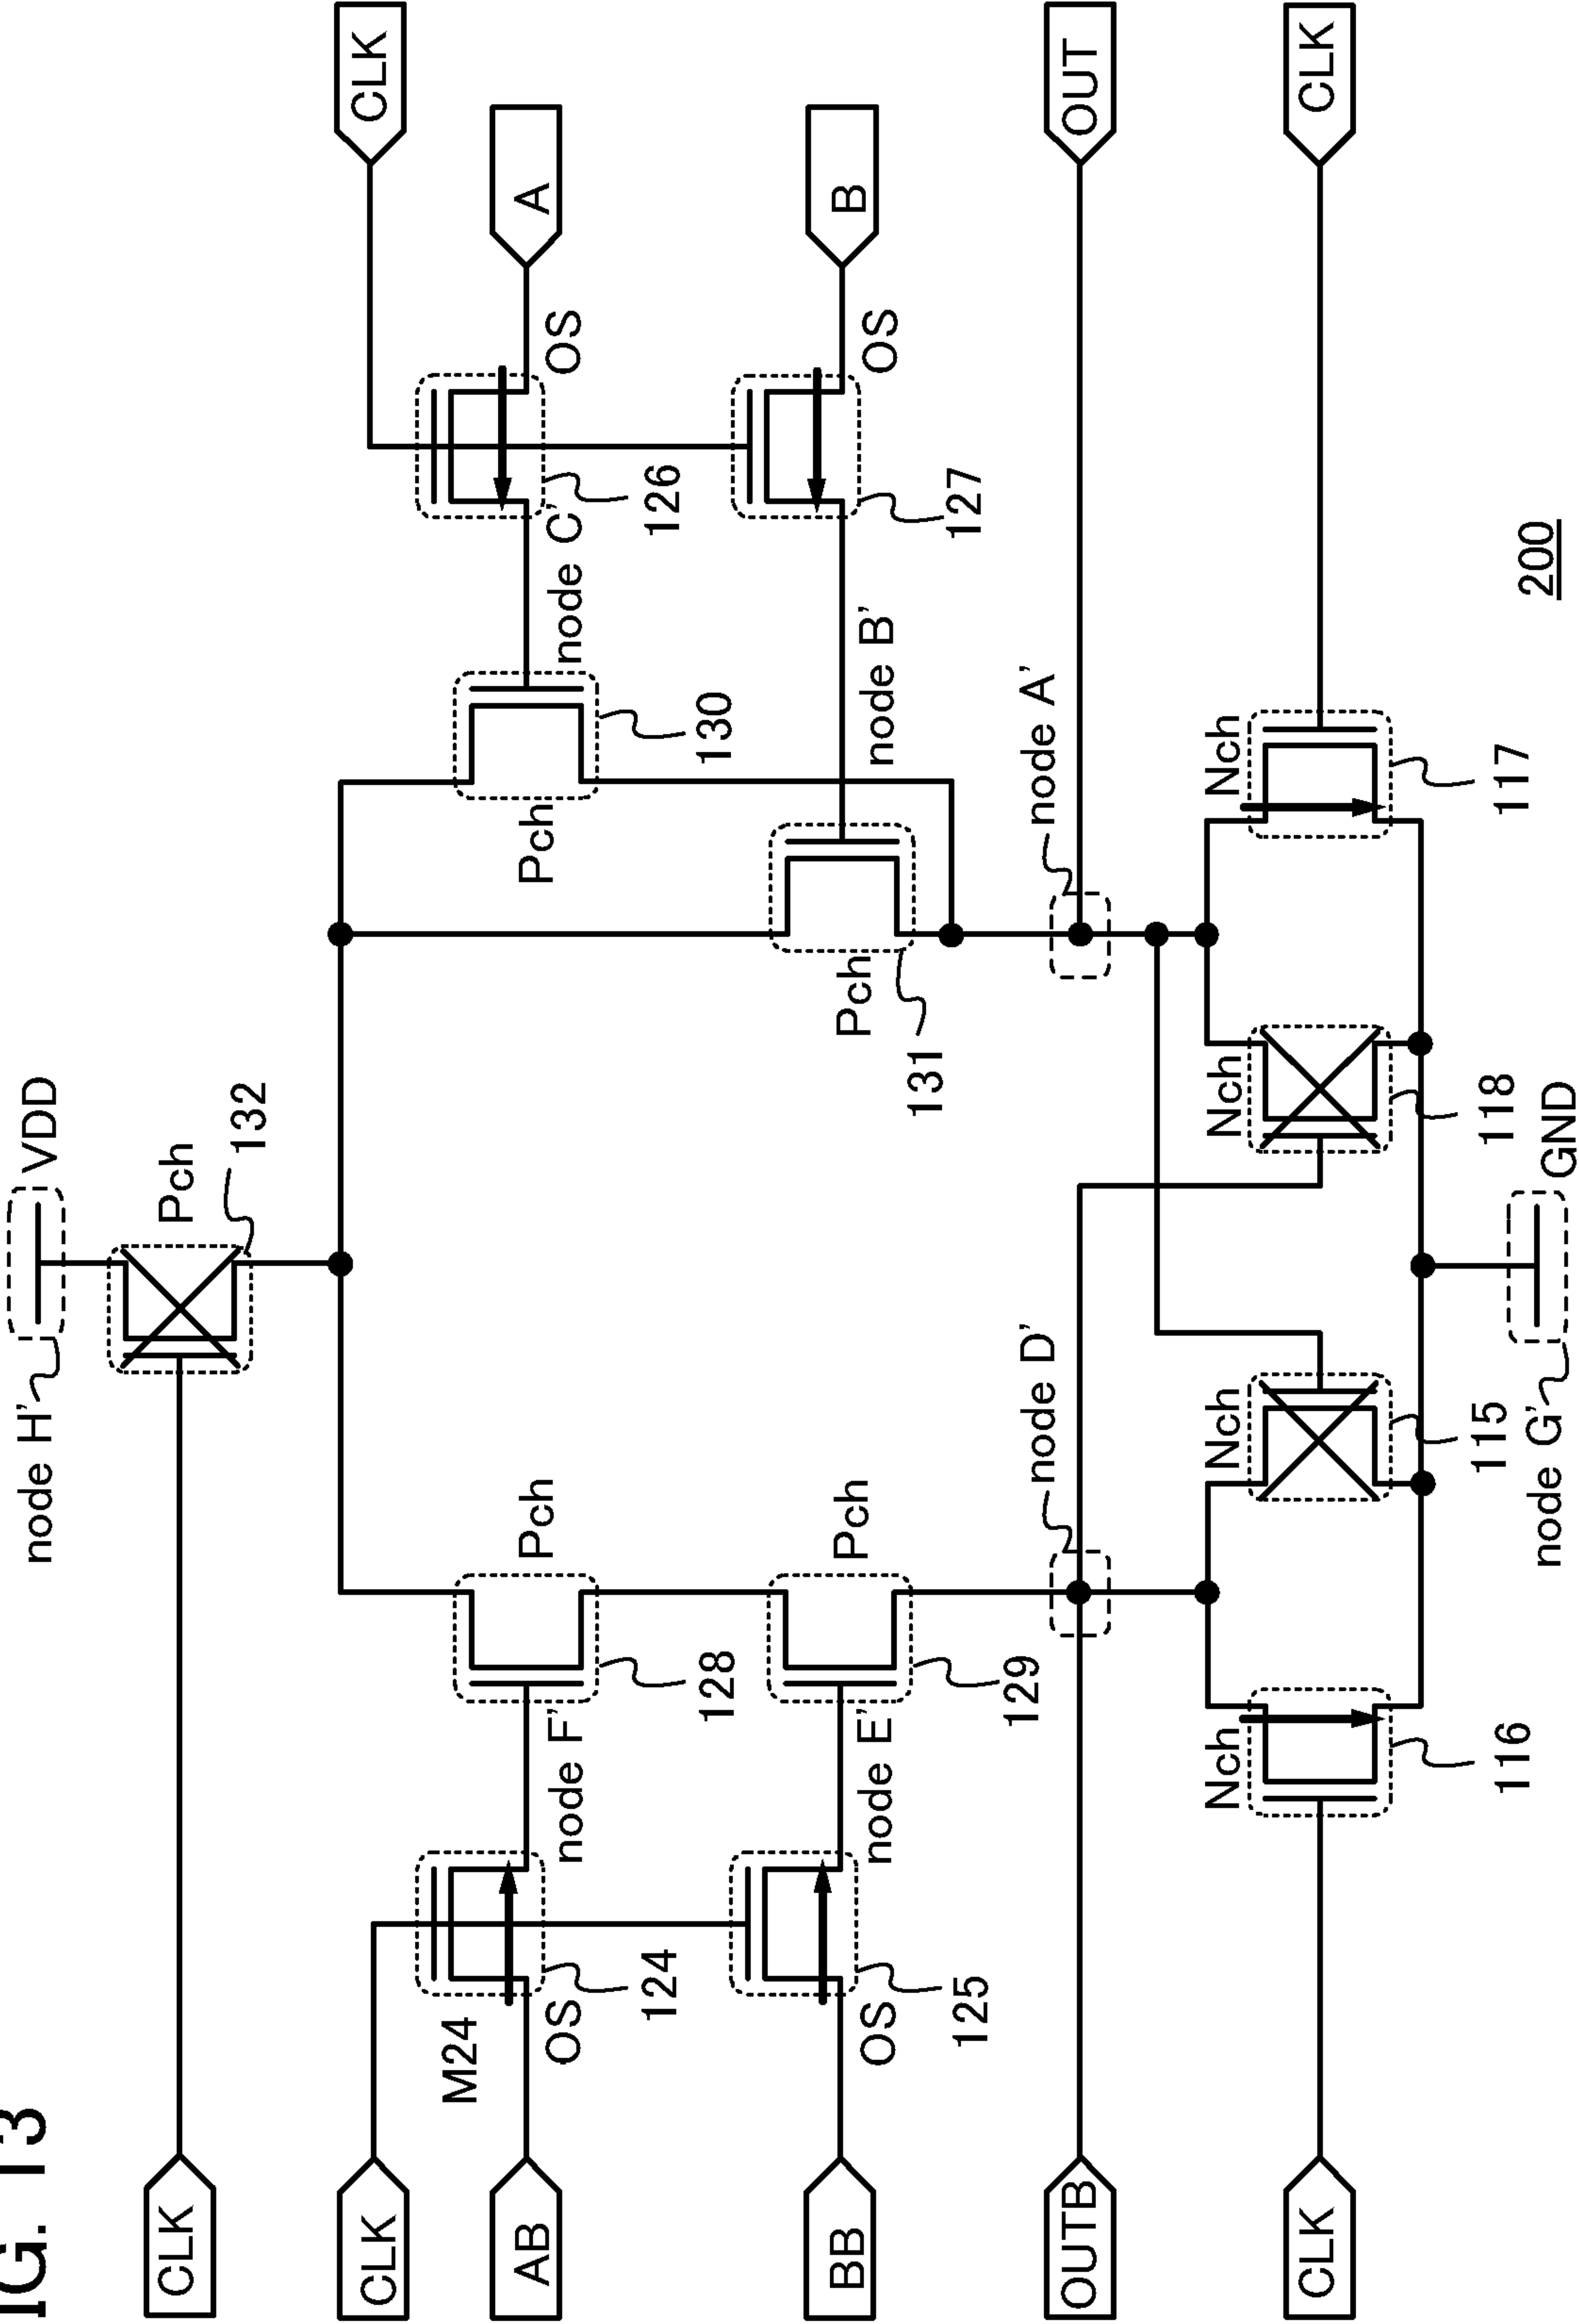 IG. 13
node H'
VDD
CLK
Pch
132
CLK
CLK
M24
AB
OS
124
node F'
128
Pch
Pch
130
node C'
126
OS
A
BB
OS
125
node E'
129
Pch
Pch
131
node B'
127
OS
B
OUTB
node D'
node A'
OUT
CLK
Nch
116
Nch
115
Nch
118
Nch
117
CLK
node G'
GND
200